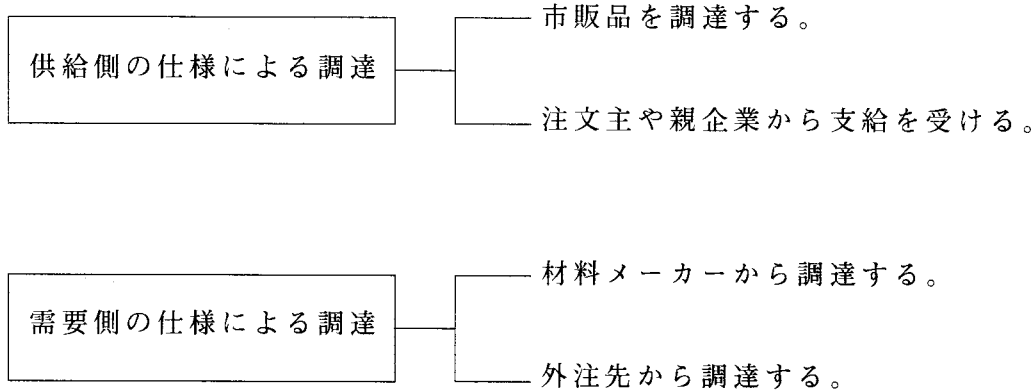 市販品を調達する。
供給側の仕様による調達
注文主や親企業から支給を受ける。
材料メーカーから調達する。
需要側の仕様による調達
外注先から調達する。